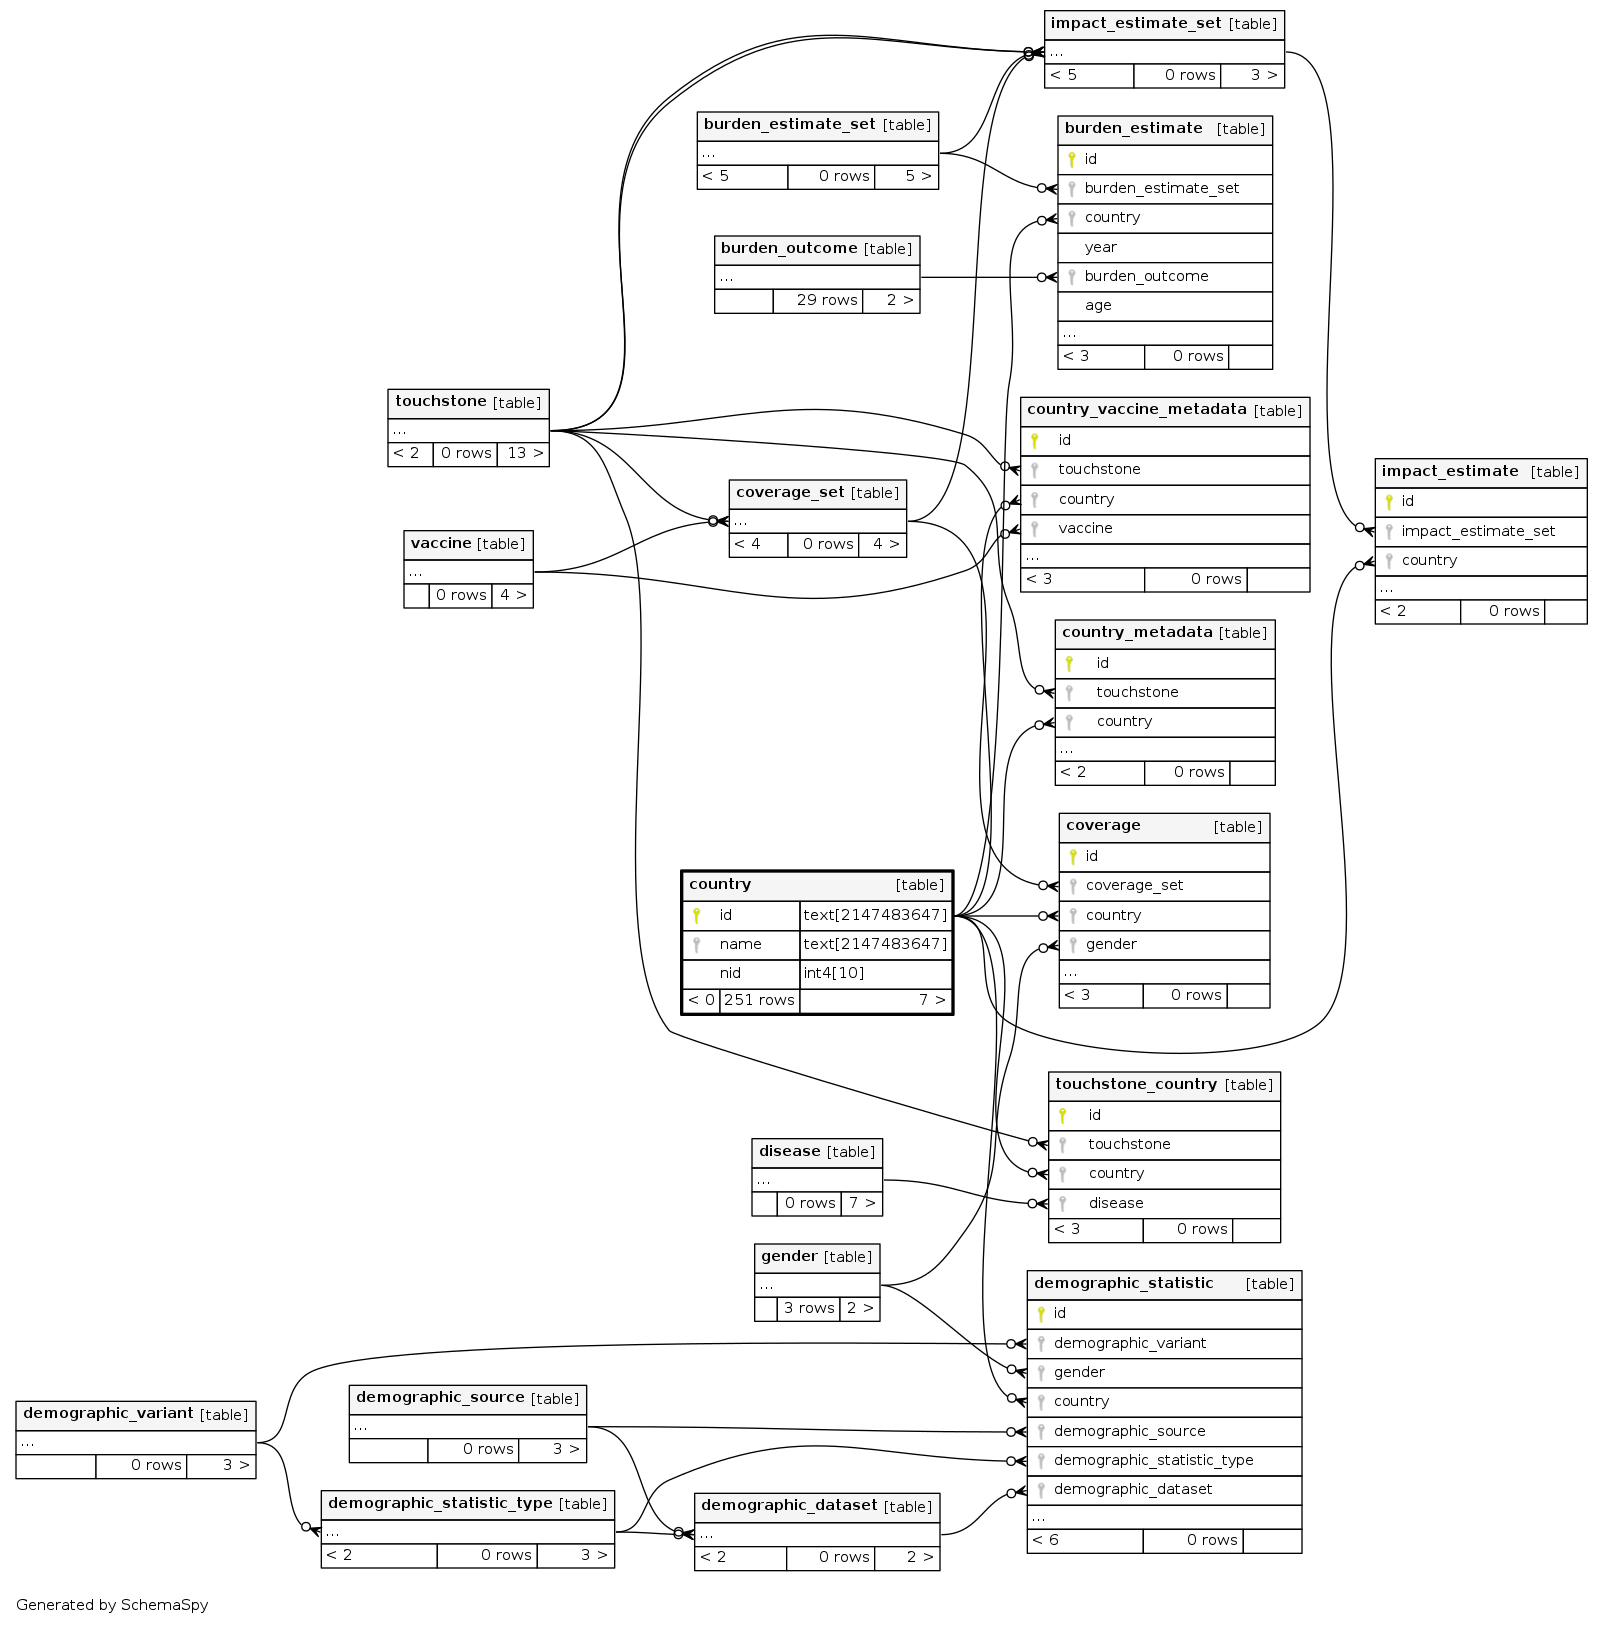 impact_estimate_set [table]
...
< 5 0 rows 3 >
burden_estimate_set [table]
...
< 5 0 rows 5 >
burden_estimate [table]
id
burden_estimate_set
country
year
burden_outcome
age
...
< 3 0 rows
burden_outcome [table]
...
29 rows 2 >
touchstone [table]
...
< 2 0 rows 13 >
country_vaccine_metadata [table]
id
touchstone
country
vaccine
...
< 3 0 rows
impact_estimate [table]
id
impact_estimate_set
country
...
< 2 0 rows
coverage_set [table]
...
< 4 0 rows 4 >
vaccine [table]
...
0 rows 4 >
country_metadata [table]
id
touchstone
country
...
< 2 0 rows
coverage [table]
id
coverage_set
country
gender
...
< 3 0 rows
country [table]
id text[2147483647]
name text[2147483647]
nid int4[10]
< 0 251 rows 7 >
touchstone_country [table]
id
touchstone
country
disease
< 3 0 rows
disease [table]
...
0 rows 7 >
gender [table]
...
3 rows 2 >
demographic_statistic [table]
id
demographic_variant
gender
country
demographic_source
demographic_statistic_type
demographic_dataset
...
< 6 0 rows
demographic_variant [table]
...
0 rows 3 >
demographic_source [table]
...
0 rows 3 >
demographic_statistic_type [table]
...
< 2 0 rows 3 >
demographic_dataset [table]
...
< 2 0 rows 2 >
Generated by SchemaSpy